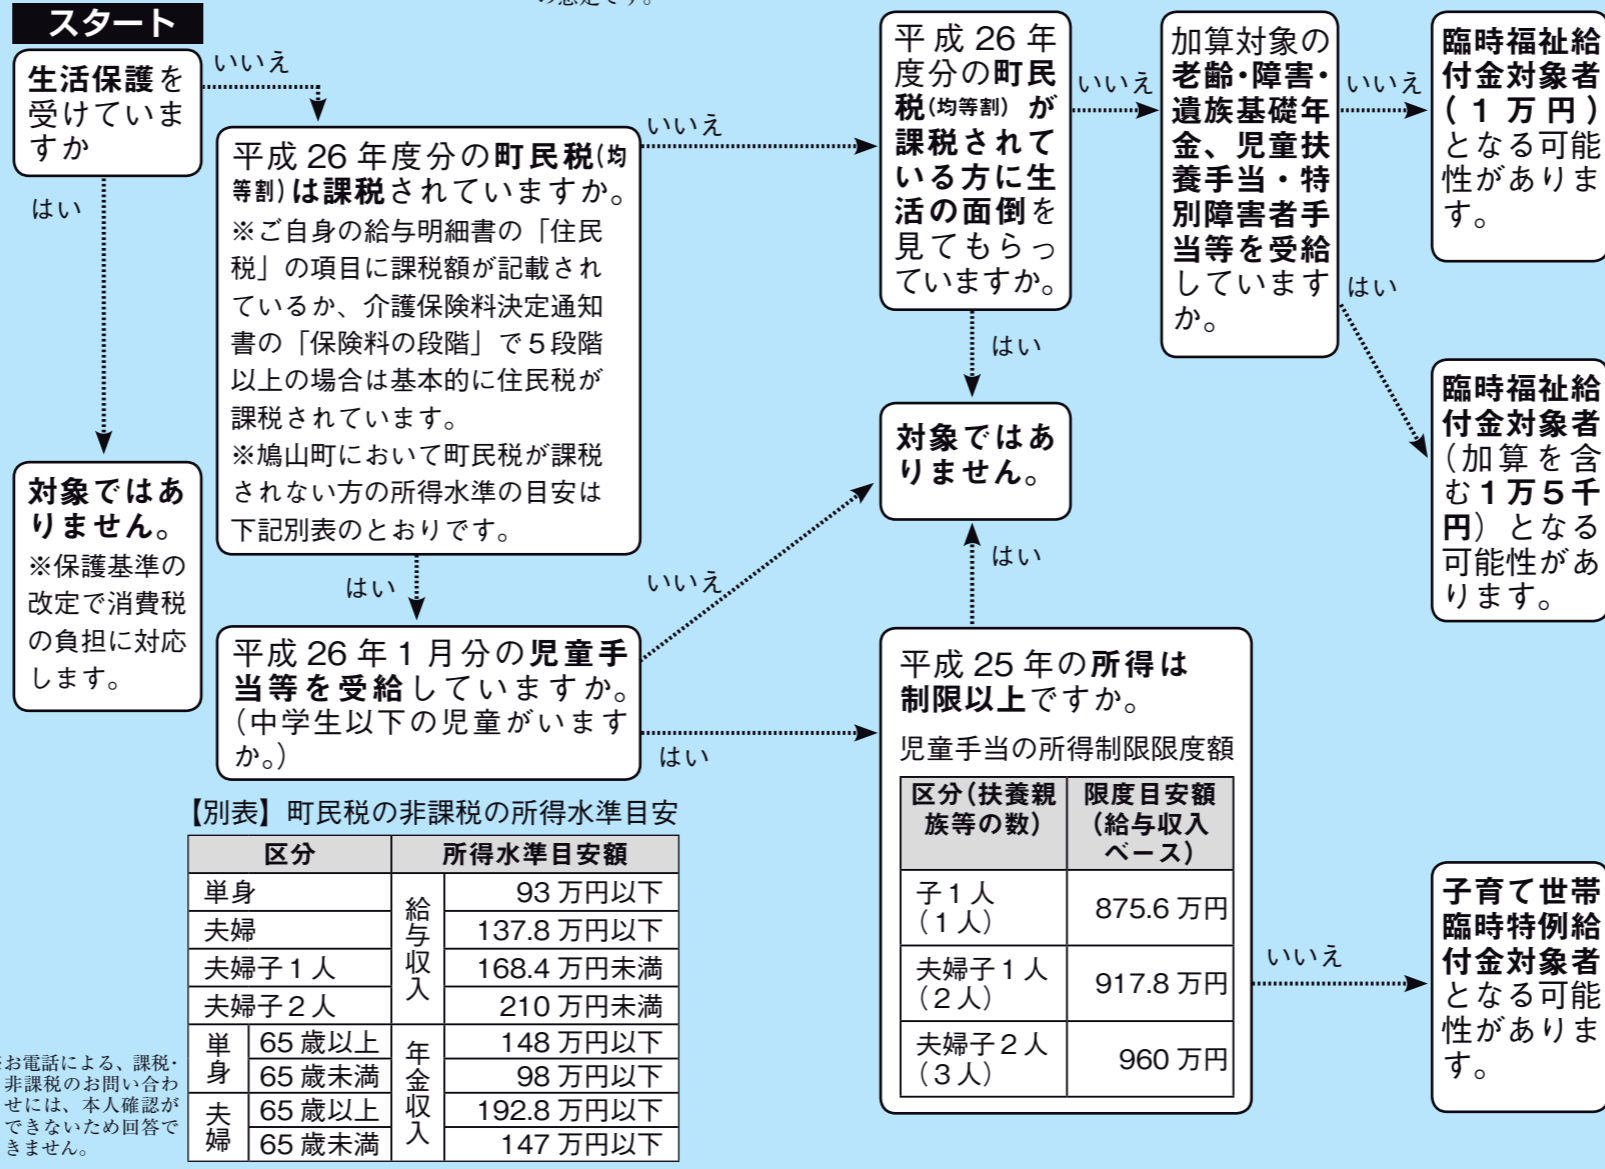 の想定です。
スタート
生活保護を
受けていま
すか
いいえ
はい
対象ではあ
りません。
※保護基準の
改定で消費税
の負担に対応
します。
平成 26 年度分の町民税(均
等割)は課税されていますか。
※ご自身の給与明細書の「住民
税」の項目に課税額が記載され
ているか、介護保険料決定通知
書の「保険料の段階」で５段階
以上の場合は基本的に住民税が
課税されています。
※鳩山町において町民税が課税
されない方の所得水準の目安は
下記別表のとおりです。
いいえ
はい
平成 26 年１月分の児童手
当等を受給していますか。
(中学生以下の児童がいます
か。)
いいえ
はい
平成 26 年
度分の町民
税(均等割) が
課税されて
いる方に生
活の面倒を
見てもらっ
ていますか。
いいえ
はい
対象ではあ
りません。
はい
加算対象の
老齢・障害・
遺族基礎年
金、児童扶
養手当・特
別障害者手
当等を受給
しています
か。
いいえ
はい
臨時福祉給
付金対象者
(１万円)
となる可能
性がありま
す。
臨時福祉給
付金対象者
(加算を含
む１万５千
円) となる
可能性があ
ります。
平成 25 年の所得は
制限以上ですか。
児童手当の所得制限限度額
区分(扶養親
族等の数)
限度目安額
(給与収入
ベース)
子１人
(１人)
875.6 万円
夫婦子１人
(２人)
917.8 万円
夫婦子２人
(３人)
960 万円
いいえ
子育て世帯
臨時特例給
付金対象者
となる可能
性がありま
す。
【別表】町民税の非課税の所得水準目安
区分 所得水準目安額
単身 給与収入 93 万円以下
夫婦 137.8 万円以下
夫婦子１人 168.4 万円未満
夫婦子２人 210 万円未満
単身 65 歳以上 年金収入 148 万円以下
65 歳未満 98 万円以下
夫婦 65 歳以上 192.8 万円以下
65 歳未満 147 万円以下
お電話による、課税・
非課税のお問い合わ
せには、本人確認が
できないため回答で
きません。